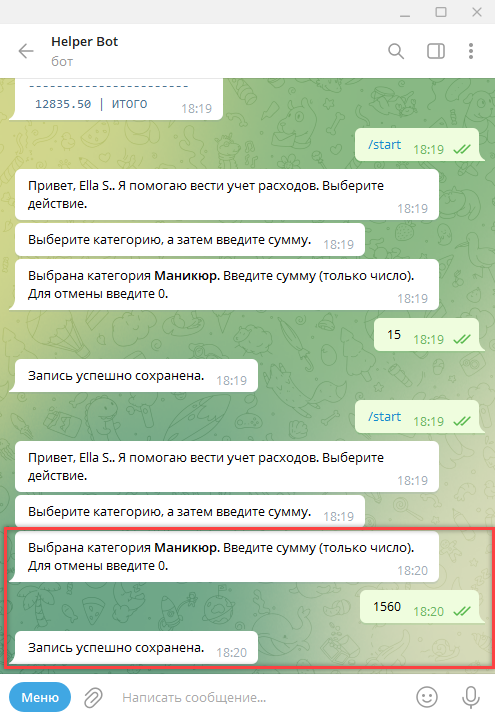 Helper Bot
бот
------------------------
12835.50 | ИТОГО 18:19
/start 18:19
Привет, Ella S.. Я помогаю вести учет расходов. Выберите
действие. 18:19
Выберите категорию, а затем введите сумму. 18:19
Выбрана категория Маникюр. Введите сумму (только число).
Для отмены введите 0. 18:19
15 18:19
Запись успешно сохранена. 18:19
/start 18:19
Привет, Ella S.. Я помогаю вести учет расходов. Выберите
действие. 18:19
Выберите категорию, а затем введите сумму. 18:19
Выбрана категория Маникюр. Введите сумму (только число).
Для отмены введите 0. 18:20
1560 18:20
Запись успешно сохранена. 18:20
Меню Написать сообщение...